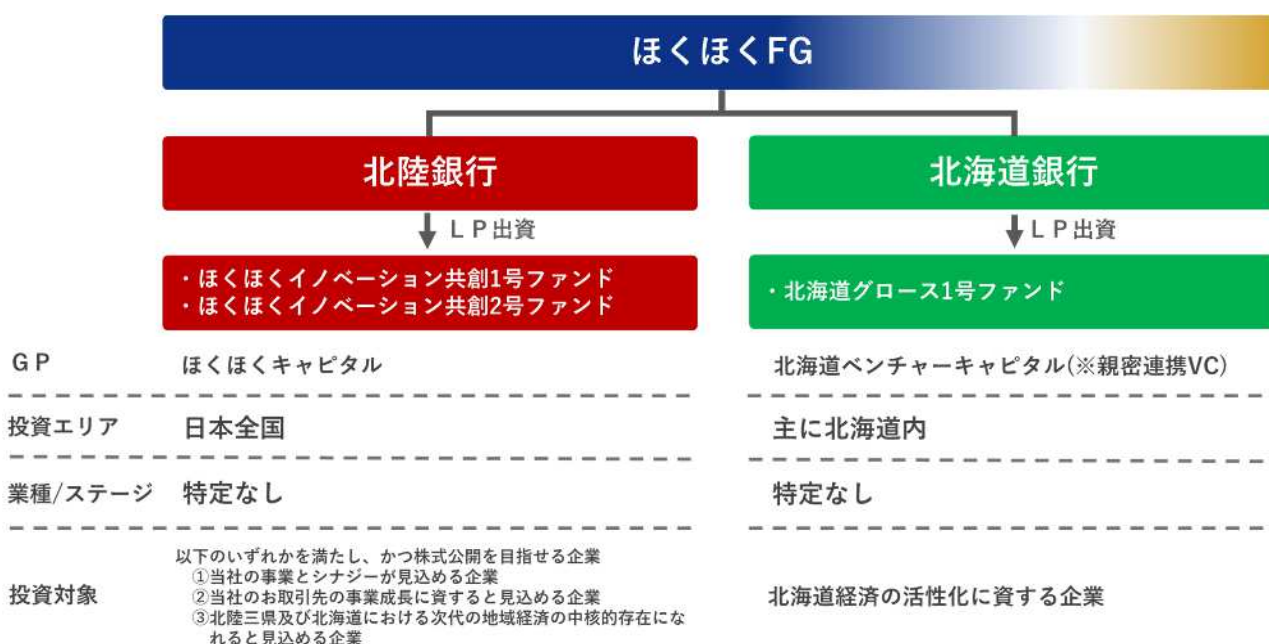 ほくほくFG
北陸銀行
北海道銀行
ＬＰ出資
ＬＰ出資
・ほくほくイノベーション共創1号ファンド
・ほくほくイノベーション共創2号ファンド
・北海道グロース1号ファンド
ＧＰ
ほくほくキャピタル
北海道ベンチャーキャピタル(※親密連携VC)
投資エリア
日本全国
主に北海道内
業種/ステージ
特定なし
特定なし
投資対象
以下のいずれかを満たし、かつ株式公開を目指せる企業
①当社の事業とシナジーが見込める企業
②当社のお取引先の事業成長に資すると見込める企業
③北陸三県及び北海道における次代の地域経済の中核的存在にな
れると見込める企業
北海道経済の活性化に資する企業